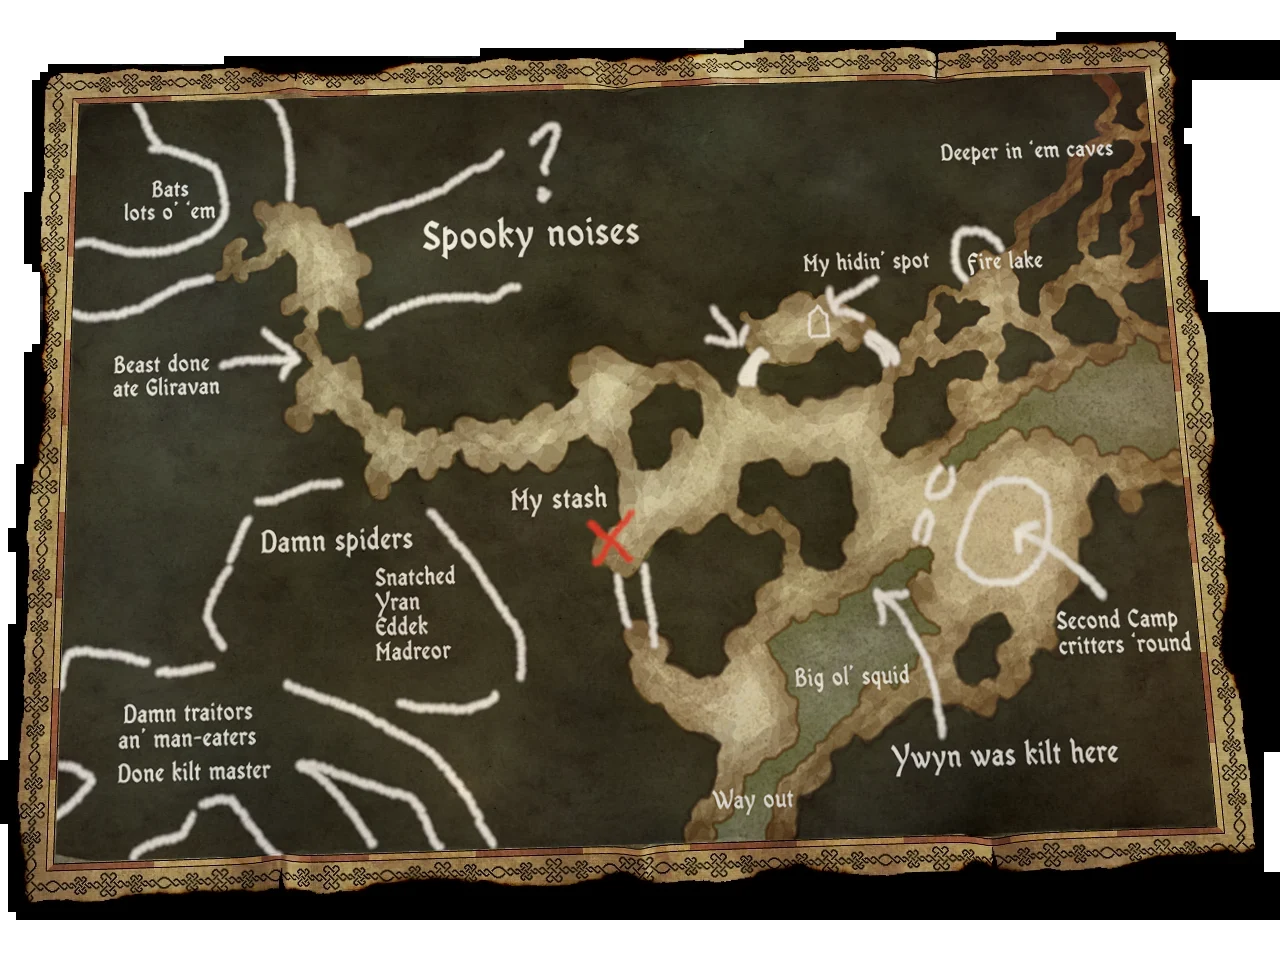 Deeper in 'em caves
Bats
lots o' 'em
?
Spooky noises
My hidin' spot
Fire lake
Beast done
ate Gliravan
My stash
Damn spiders
Snatched
Yran
Eddek
Madreor
Second Camp
critters 'round
Big ol' squid
Damn traitors
an' man-eaters
Done kilt master
Ywyn was kilt here
Way out